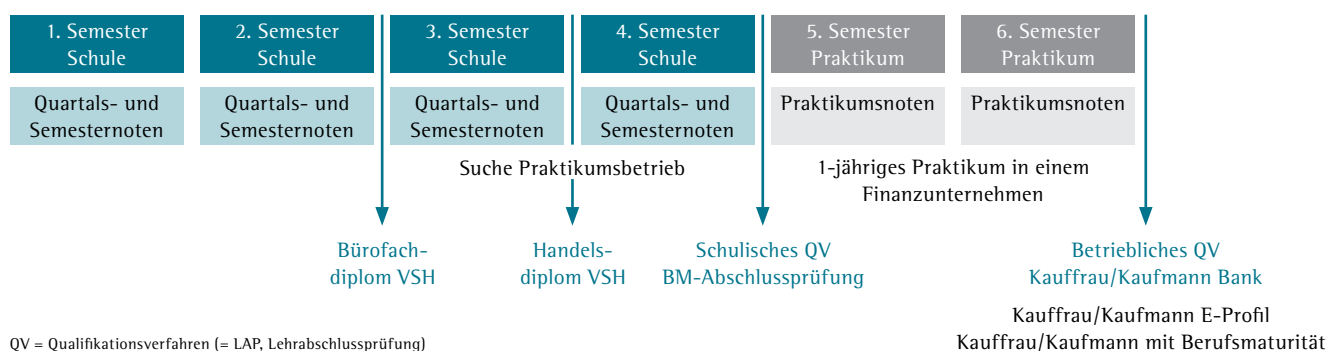 1. Semester
Schule
2. Semester
Schule
3. Semester
Schule
4. Semester
Schule
5. Semester
Praktikum
6. Semester
Praktikum
Quartals- und
Semesternoten
Quartals- und
Semesternoten
Quartals- und
Semesternoten
Quartals- und
Semesternoten
Praktikumsnoten
Praktikumsnoten
Suche Praktikumsbetrieb
1-jähriges Praktikum in einem
Finanzunternehmen
Bürofach-
diplom VSH
Handels-
diplom VSH
Schulisches QV
BM-Abschlussprüfung
Betriebliches QV
Kauffrau/Kaufmann Bank
Kauffrau/Kaufmann E-Profil
Kauffrau/Kaufmann mit Berufsmaturität
QV = Qualifikationsverfahren (= LAP, Lehrabschlussprüfung)